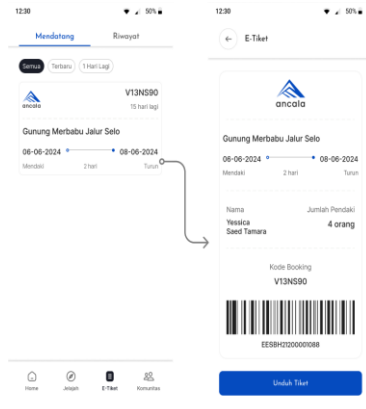 12:30
50%
Mendatang Riwayat
Semua Terbaru 1 Hari Lagi
ancala
V13NS90
15 hari lagi
Gunung Merbabu Jalur Selo
06-06-2024 08-06-2024
Mendaki 2 hari Turun
Home Jelajah E-Tiket Komunitas
12:30
50%
E-Tiket
ancala
Gunung Merbabu Jalur Selo
06-06-2024 08-06-2024
Mendaki 2 hari Turun
Nama Jumlah Pendaki
Yessica 4 orang
Saed Tamara
Kode Booking
V13NS90
EESBH21200001088
Unduh Tiket